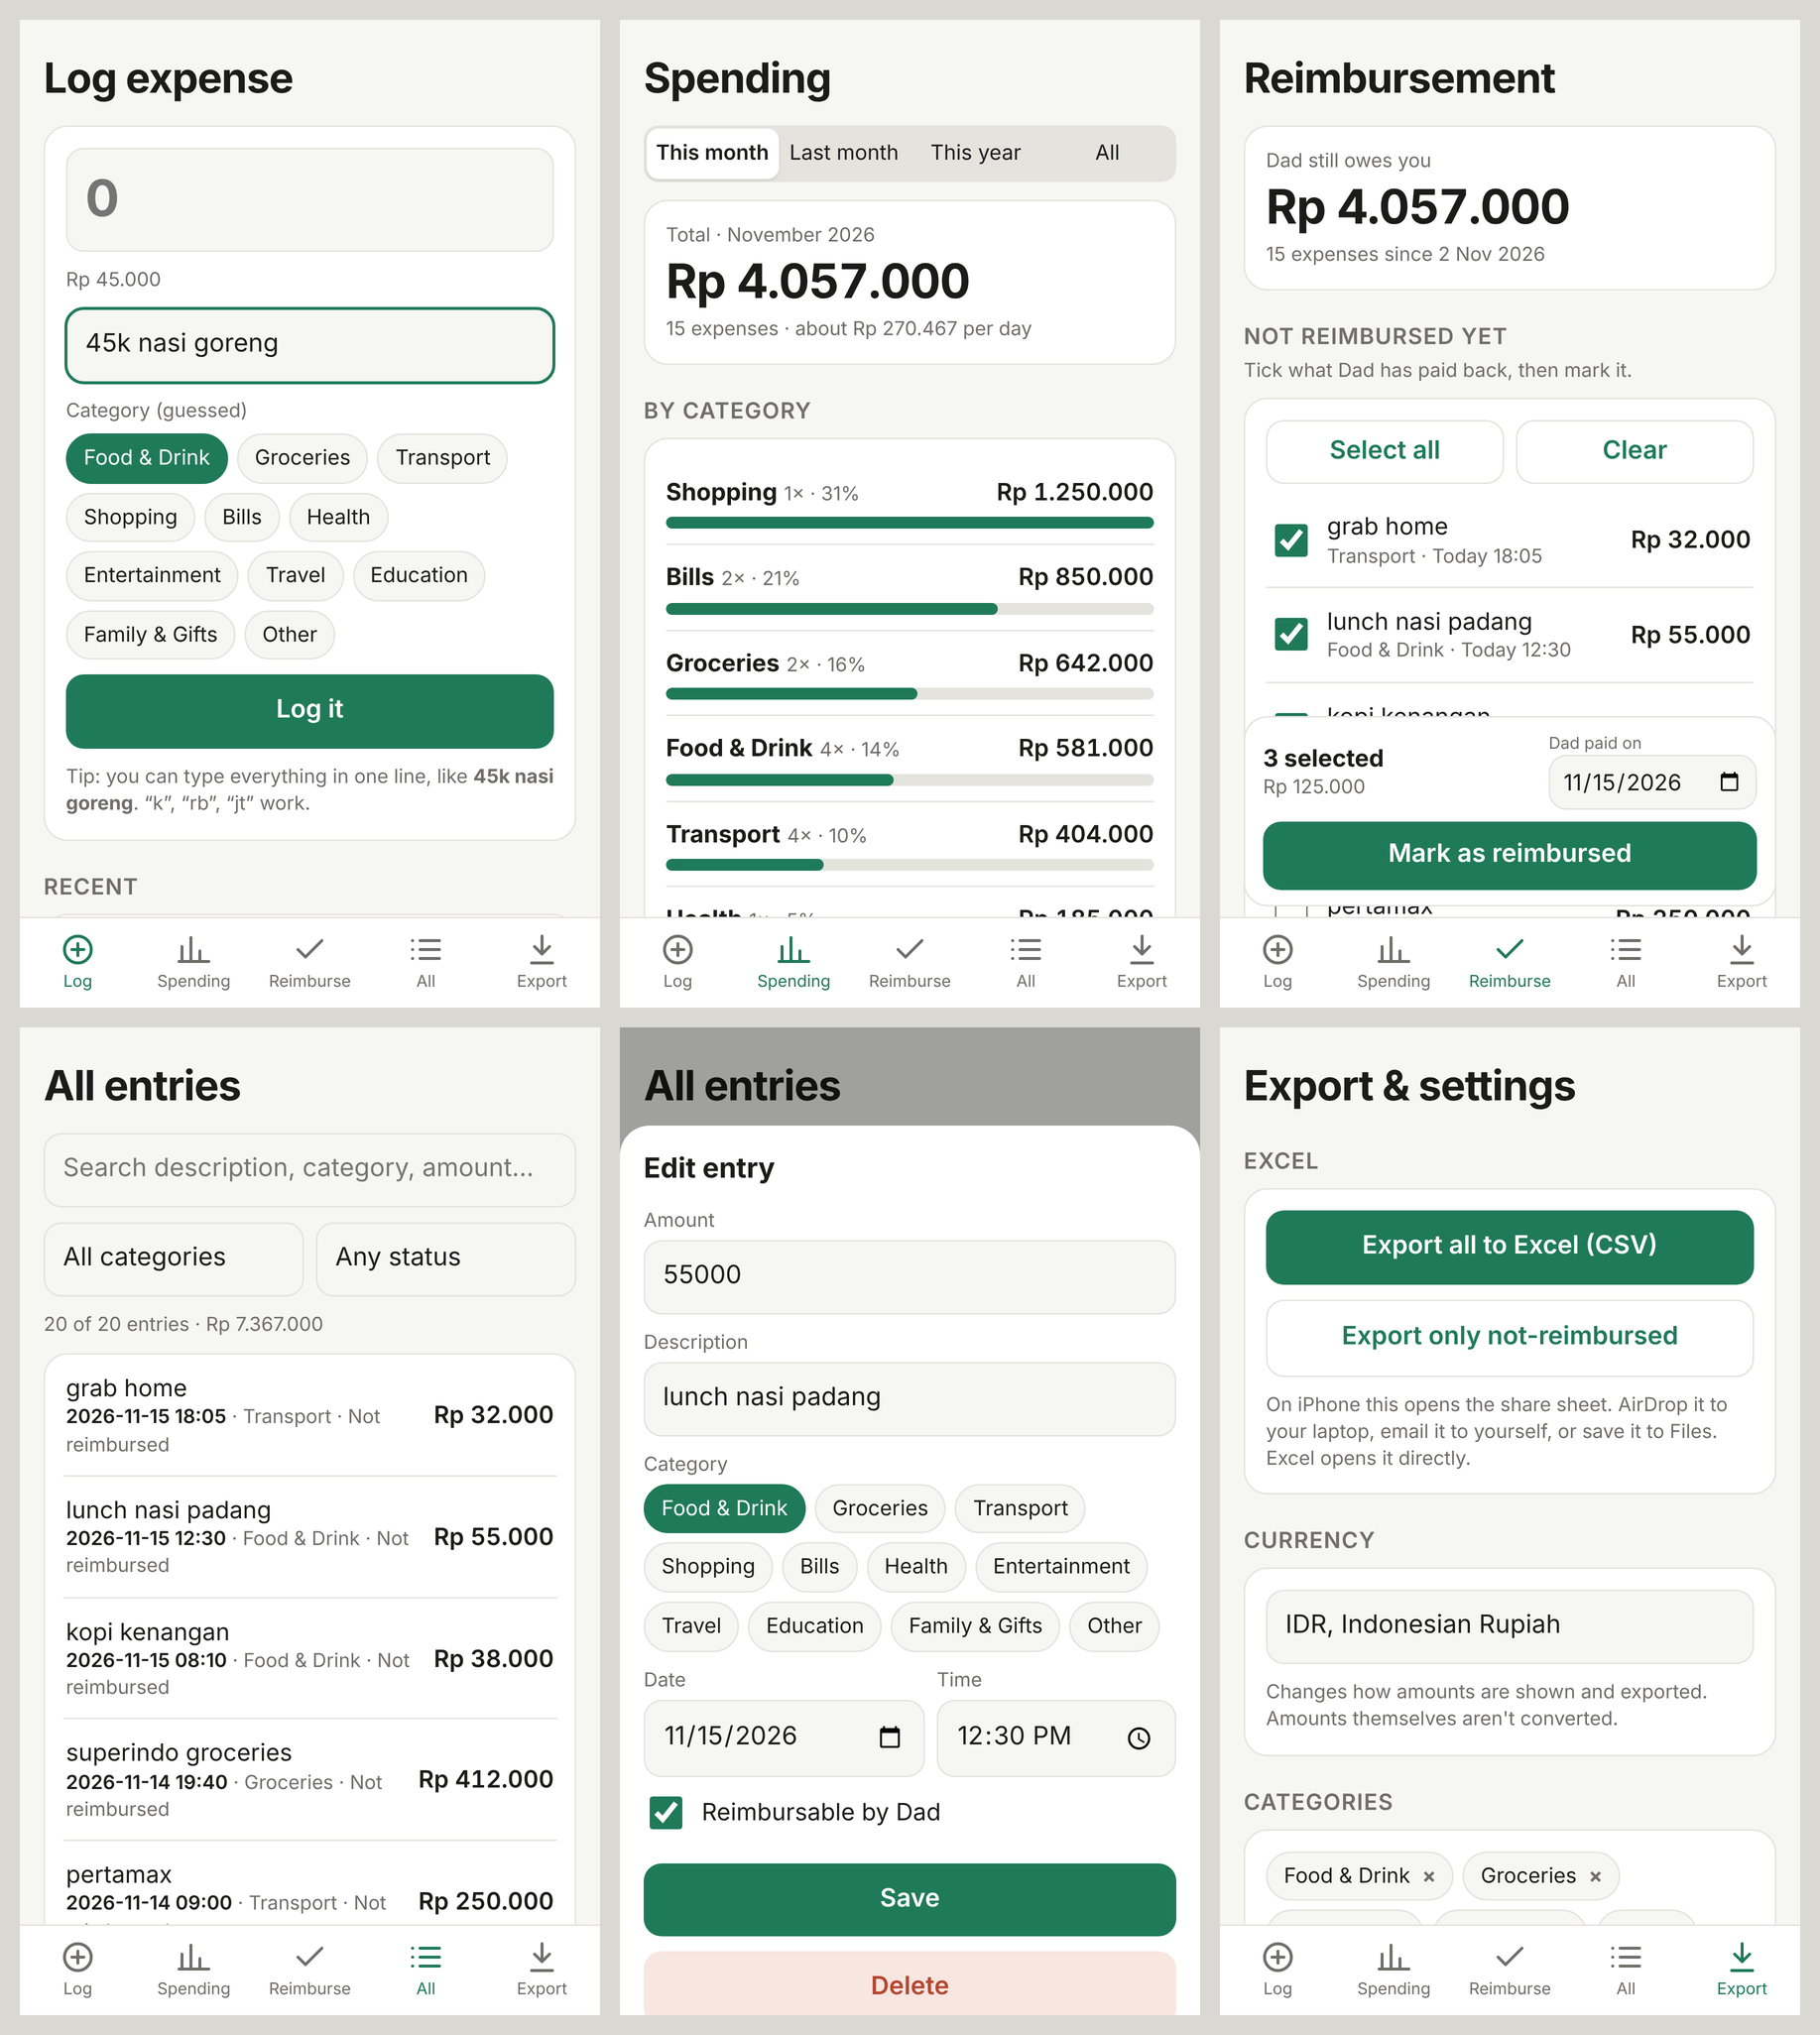 Log expense
0
Rp 45.000
45k nasi goreng
Category (guessed)
Food & Drink
Groceries
Transport
Shopping
Bills
Health
Entertainment
Travel
Education
Family & Gifts
Other
Log it
Tip: you can type everything in one line, like 45k nasi
goreng. “k”, “rb”, “jt” work.
RECENT
Log
Spending
Reimburse
All
Export
Spending
This month
Last month
This year
All
Total · November 2026
Rp 4.057.000
15 expenses · about Rp 270.467 per day
BY CATEGORY
Shopping 1× · 31% Rp 1.250.000
Bills 2× · 21% Rp 850.000
Groceries 2× · 16% Rp 642.000
Food & Drink 4× · 14% Rp 581.000
Transport 4× · 10% Rp 404.000
Health 1× · 5% Rp 185.000
Log
Spending
Reimburse
All
Export
Reimbursement
Dad still owes you
Rp 4.057.000
15 expenses since 2 Nov 2026
NOT REIMBURSED YET
Tick what Dad has paid back, then mark it.
Select all
Clear
grab home
Transport · Today 18:05
Rp 32.000
lunch nasi padang
Food & Drink · Today 12:30
Rp 55.000
kopi kenangan
3 selected
Rp 125.000
Dad paid on
11/15/2026
Mark as reimbursed
pertamax
Rp 250.000
Log
Spending
Reimburse
All
Export
All entries
Search description, category, amount...
All categories
Any status
20 of 20 entries · Rp 7.367.000
grab home
2026-11-15 18:05 · Transport · Not
reimbursed
Rp 32.000
lunch nasi padang
2026-11-15 12:30 · Food & Drink · Not
reimbursed
Rp 55.000
kopi kenangan
2026-11-15 08:10 · Food & Drink · Not
reimbursed
Rp 38.000
superindo groceries
2026-11-14 19:40 · Groceries · Not
reimbursed
Rp 412.000
pertamax
2026-11-14 09:00 · Transport · Not
Rp 250.000
Log
Spending
Reimburse
All
Export
All entries
Edit entry
Amount
55000
Description
lunch nasi padang
Category
Food & Drink
Groceries
Transport
Shopping
Bills
Health
Entertainment
Travel
Education
Family & Gifts
Other
Date
Time
11/15/2026
12:30 PM
Reimbursable by Dad
Save
Delete
Export & settings
EXCEL
Export all to Excel (CSV)
Export only not-reimbursed
On iPhone this opens the share sheet. AirDrop it to
your laptop, email it to yourself, or save it to Files.
Excel opens it directly.
CURRENCY
IDR, Indonesian Rupiah
Changes how amounts are shown and exported.
Amounts themselves aren't converted.
CATEGORIES
Food & Drink ×
Groceries ×
Log
Spending
Reimburse
All
Export